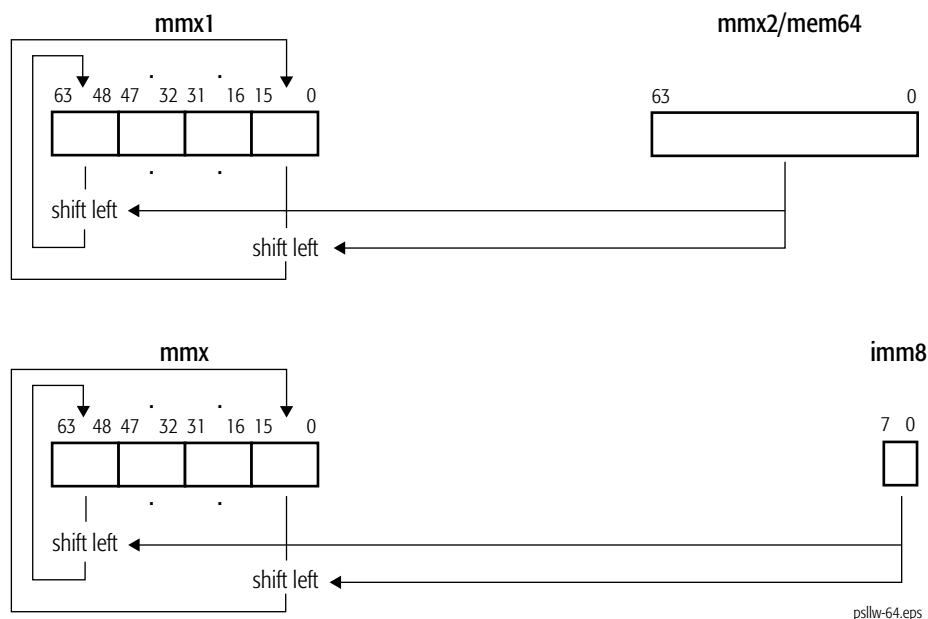 mmx1 mmx2/mem64
. .
63 48 47 32 31 16 15 0 63 0
. .
shift left
shift left
mmx imm8
. .
63 48 47 32 31 16 15 0 7 0
. .
shift left
shift left
psllw-64.eps